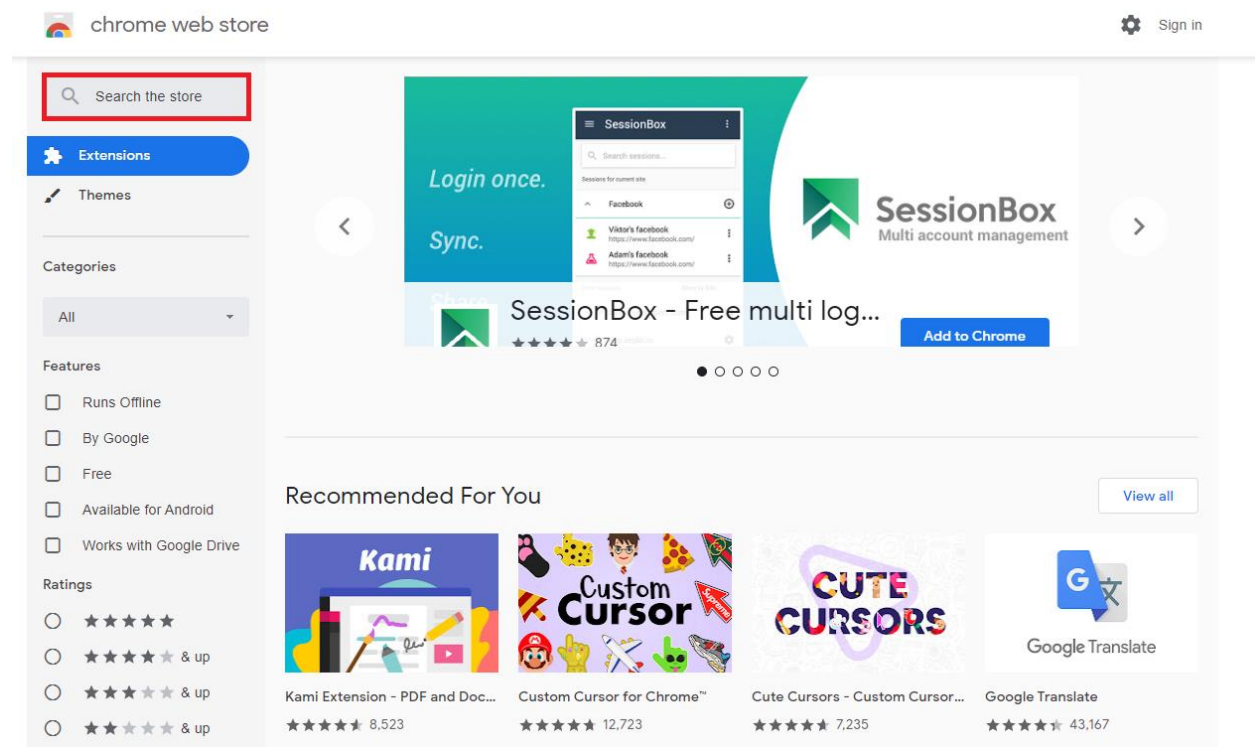 chrome web store
Sign in
Search the store
Extensions
Themes
Categories
All
Features
Runs Offline
By Google
Free
Available for Android
Works with Google Drive
Ratings
& up
& up
& up
Login once.
Sync.
Share
SessionBox
Search sessions...
Sessions for current site
Facebook
Viktor's facebook
https://www.facebook.com/
Adam's facebook
https://www.facebook.com/
SessionBox
Multi account management
SessionBox - Free multi log...
874
Add to Chrome
Recommended For You
View all
Kami
Custom
Cursor
Supreme
CUTE
CURSORS
G
Google Translate
Kami Extension - PDF and Doc...
Custom Cursor for Chrome™
Cute Cursors - Custom Cursor...
Google Translate
8,523
12,723
7,235
43,167